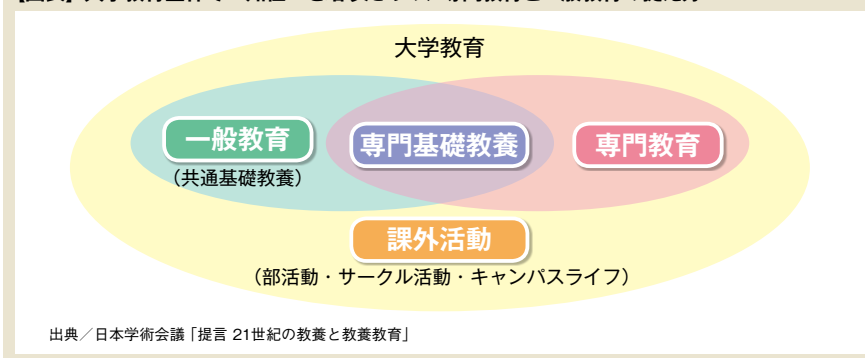 大学教育
一般教育
専門基礎教養
専門教育
（共通基礎教養）
課外活動
（部活動・サークル活動・キャンパスライフ）
出典／日本学術会議「提言 21世紀の教養と教養教育」